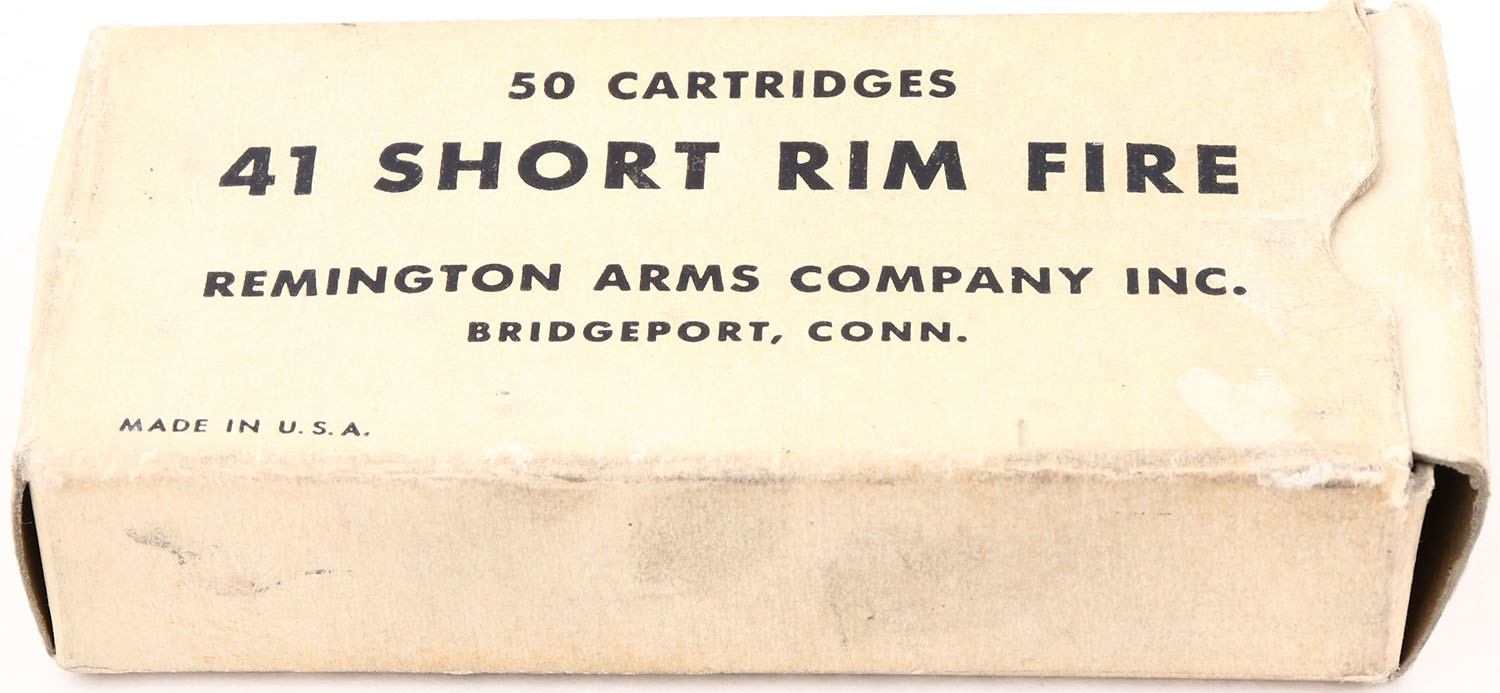 50 CARTRIDGES
41 SHORT RIM FIRE
REMINGTON ARMS COMPANY INC.
BRIDGEPORT, CONN.
MADE IN U.S.A.